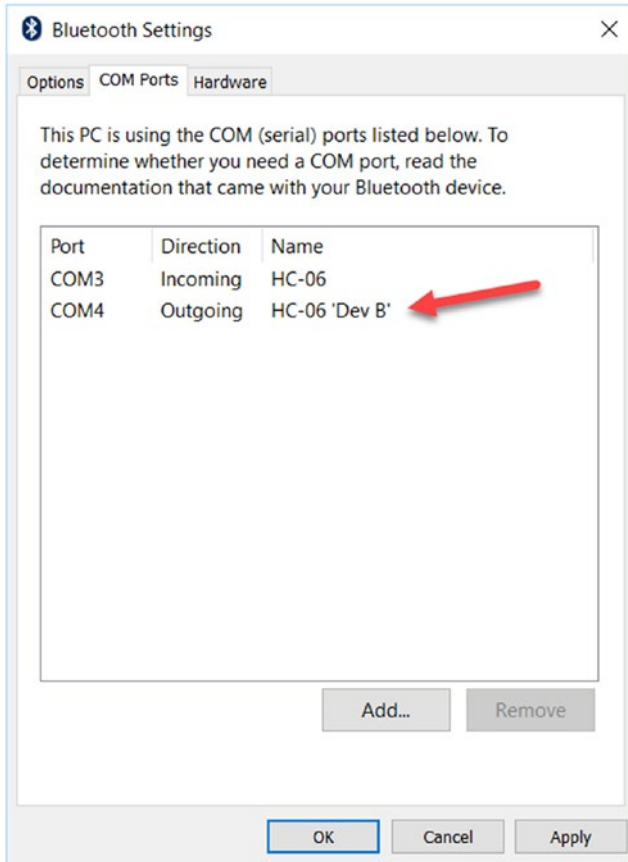 Bluetooth Settings
Options COM Ports Hardware
This PC is using the COM (serial) ports listed below. To
determine whether you need a COM port, read the
documentation that came with your Bluetooth device.
Port Direction Name
COM3 Incoming HC-06
COM4 Outgoing HC-06 'Dev B'
Add... Remove
OK Cancel Apply